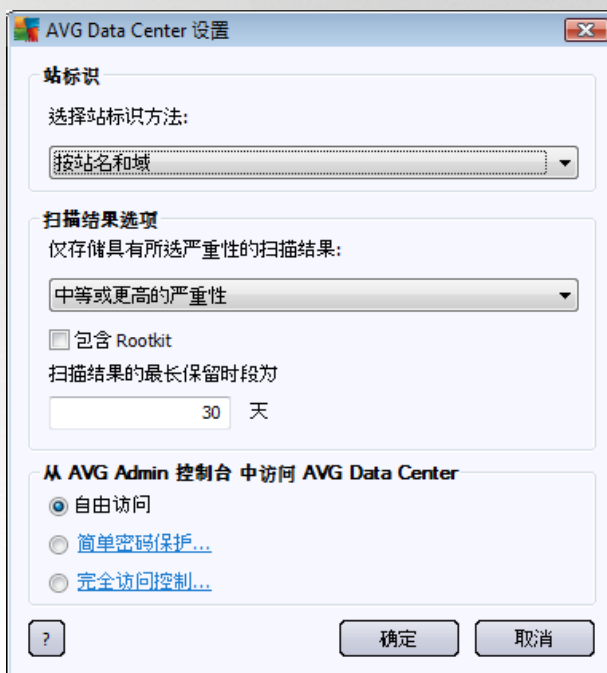 AVG Data Center 设置
站标识
选择站标识方法:
按站名和域
扫描结果选项
仅存储具有所选严重性的扫描结果:
中等或更高的严重性
包含 Rootkit
扫描结果的最长保留时段为
30 天
从 AVG Admin 控制台 中访问 AVG Data Center
自由访问
简单密码保护...
完全访问控制...
? 确定 取消